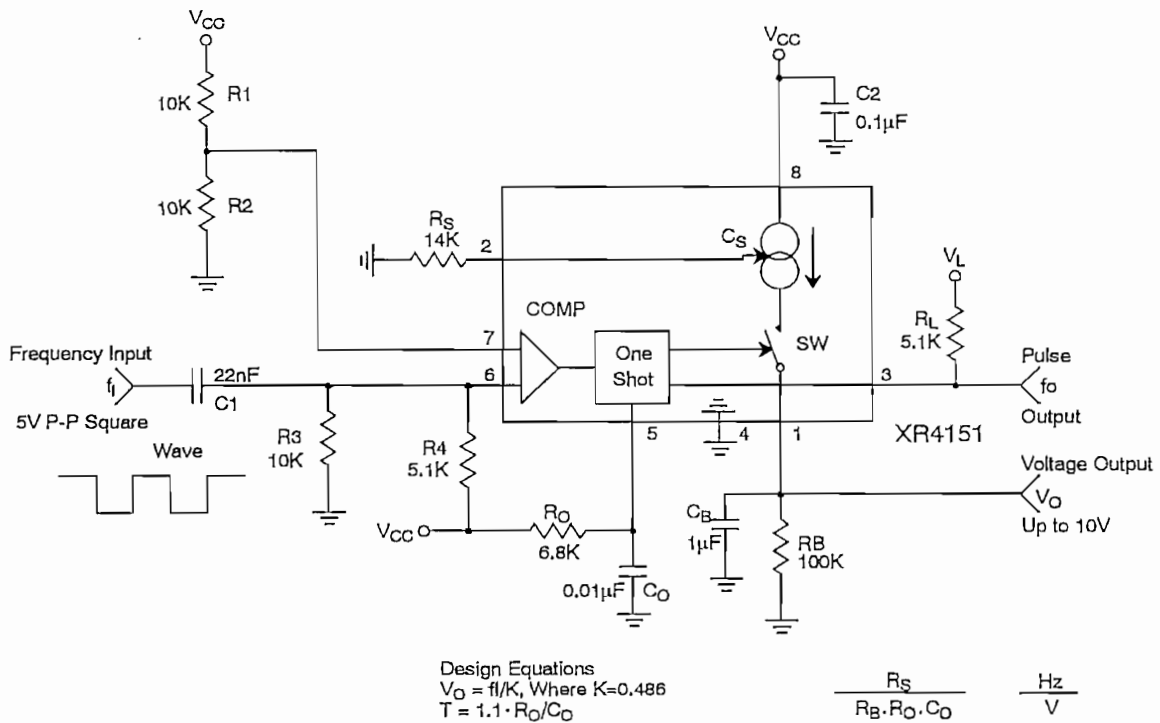 VCC
VCC
10K R1
C2
0.1µF
8
10K R2
RS
14K
2
CS
VL
COMP
RL
5.1K
Frequency Input
7
One
Shot
SW
Pulse
fI
22nF
6
3
fO
C1
5V P-P Square
Output
5
4
1
XR4151
R3
10K
R4
5.1K
Wave
Voltage Output
RO
CB
1µF
VO
VCC
6.8K
RB
100K
Up to 10V
0.01µF CO
Design Equations
VO = fI/K, Where K=0.486
RS
RB·RO·CO
Hz
V
T = 1.1·RO/CO